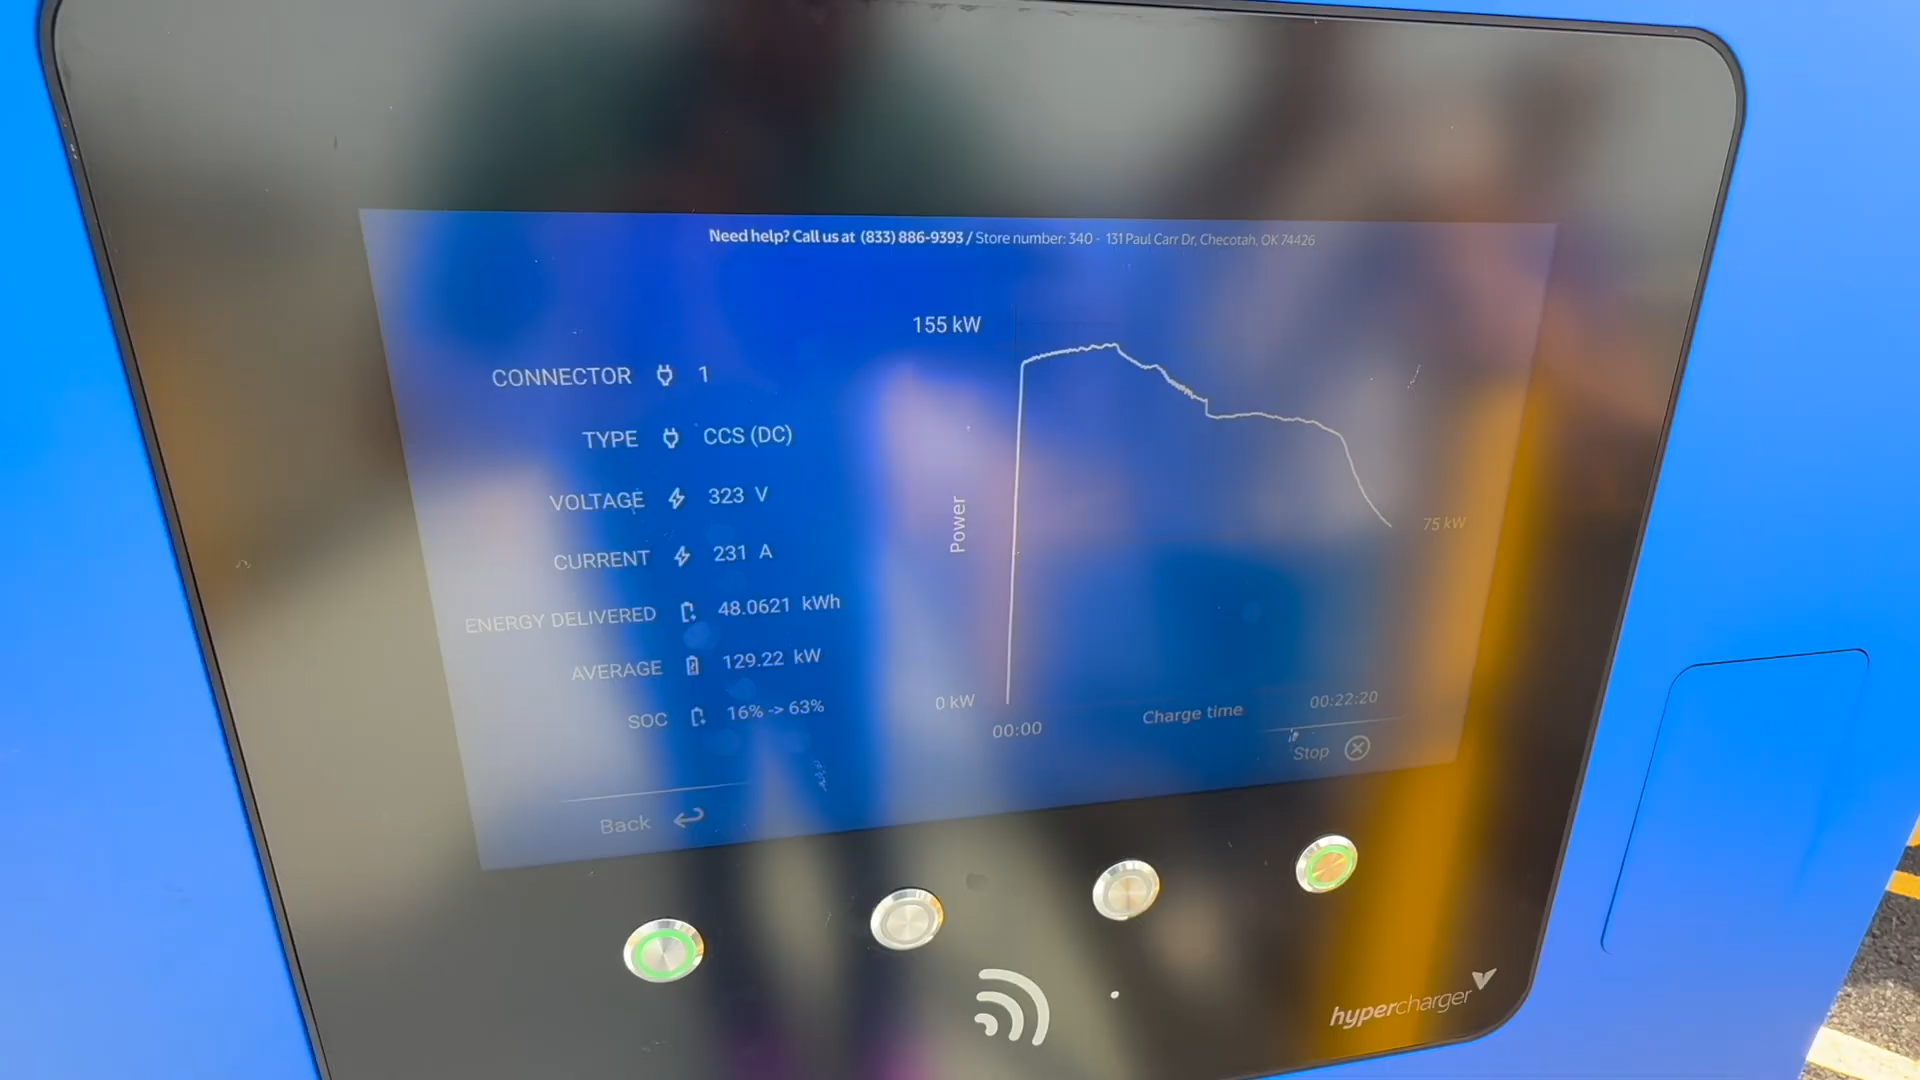 Need help? Call us at (833) 886-9393 / Store number: 340 - 131 Paul Carr Dr, Checotah, OK 74426
CONNECTOR 1
TYPE CCS (DC)
VOLTAGE 323 V
CURRENT 231 A
ENERGY DELIVERED 48.0621 kWh
AVERAGE 129.22 kW
SOC 16% -> 63%
Back
155 kW
Power
75 kW
0 kW
00:00
Charge time
00:22:20
Stop
hypercharger